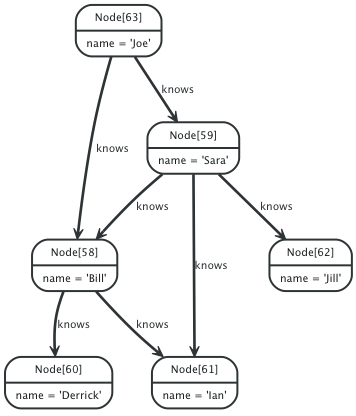 Node[63]
name = 'Joe'
knows
knows
Node[59]
name = 'Sara'
knows
knows
knows
Node[58]
name = 'Bill'
Node[62]
name = 'Jill'
knows
knows
Node[60]
name = 'Derrick'
Node[61]
name = 'Ian'